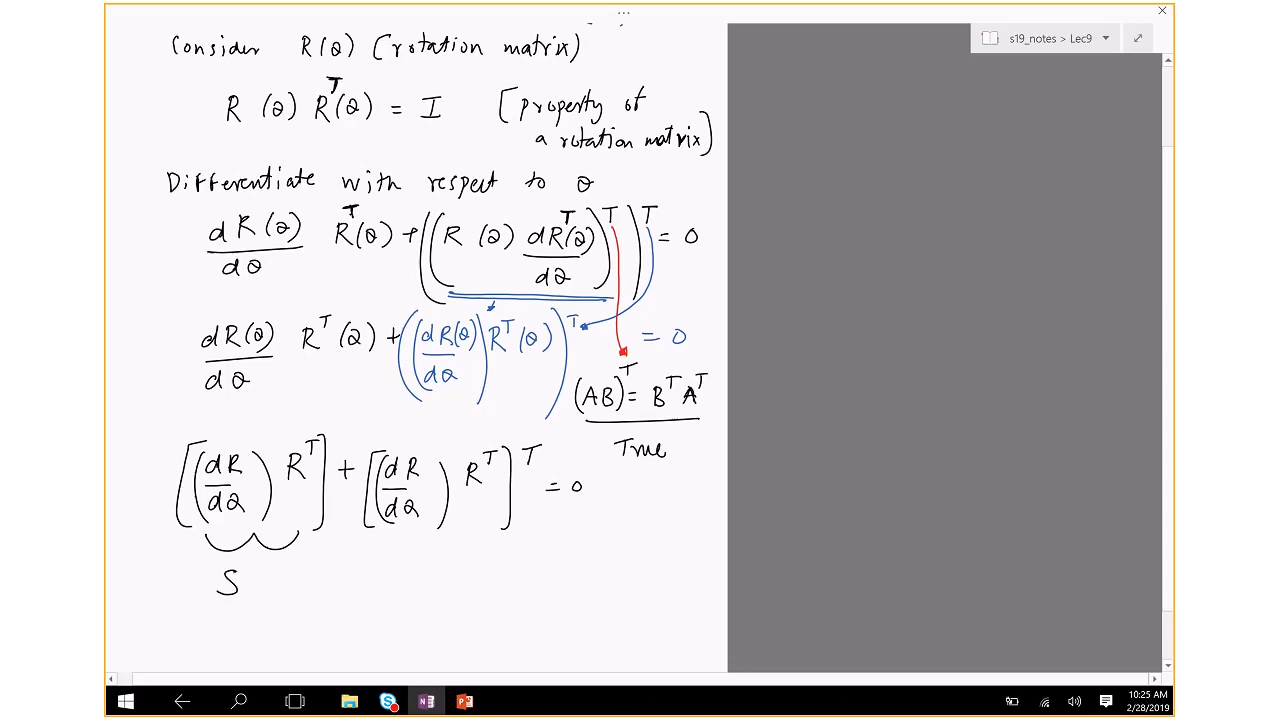 s19_notes > Lec9
Consider R(θ) (rotation matrix)
R (θ) R^T(θ) = I [property of
a rotation matrix]
Differentiate with respect to θ
dR(θ)/dθ R^T(θ) + ((R (θ) dR^T(θ)/dθ)^T)^T = 0
dR(θ)/dθ R^T(θ) + ((dR(θ)/dθ) R^T(θ))^T = 0
(AB)^T = B^T A^T
True
[(dR/dθ) R^T] + [(dR/dθ) R^T]^T = 0
S
10:25 AM
2/28/2019